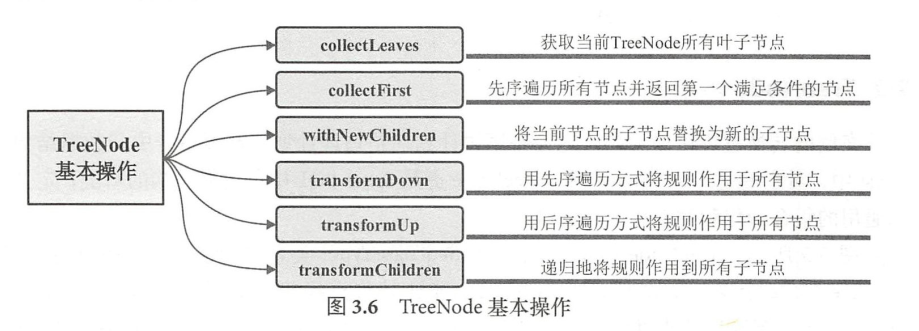 collectLeaves 获取当前TreeNode所有叶子节点
collectFirst 先序遍历所有节点并返回第一个满足条件的节点
withNewChildren 将当前节点的子节点替换为新的子节点
TreeNode
基本操作
transformDown 用先序遍历方式将规则作用于所有节点
transformUp 用后序遍历方式将规则作用于所有节点
transformChildren 递归地将规则作用到所有子节点
图 3.6 TreeNode 基本操作